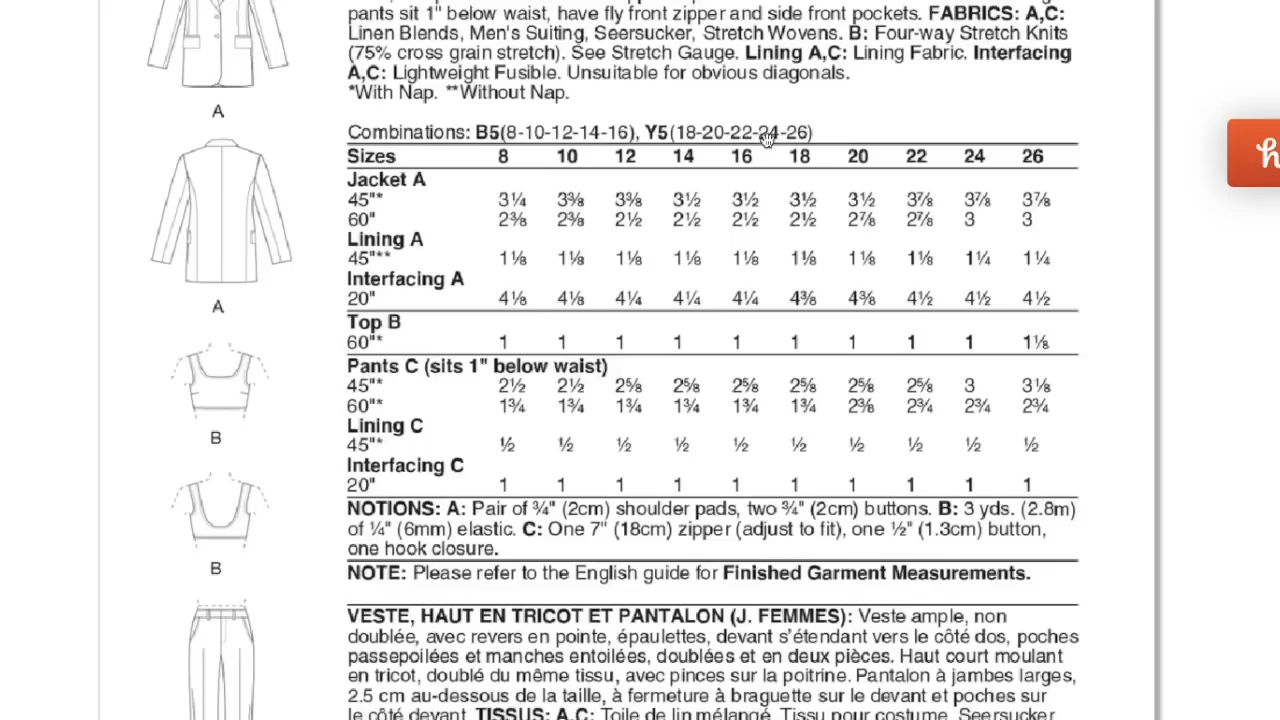 pants sit 1" below waist, have fly front zipper and side front pockets. FABRICS: A,C:
Linen Blends, Men's Suiting, Seersucker, Stretch Wovens. B: Four-way Stretch Knits
(75% cross grain stretch). See Stretch Gauge. Lining A,C: Lining Fabric. Interfacing
A,C: Lightweight Fusible. Unsuitable for obvious diagonals.
*With Nap. **Without Nap.
Combinations: B5(8-10-12-14-16), Y5(18-20-22-24-26)
Sizes 8 10 12 14 16 18 20 22 24 26
Jacket A
45"* 3¼ 3⅜ 3⅜ 3½ 3½ 3½ 3½ 3⅞ 3⅞ 3⅞
60" 2⅜ 2⅜ 2½ 2½ 2½ 2½ 2⅞ 2⅞ 3 3
Lining A
45"** 1⅛ 1⅛ 1⅛ 1⅛ 1⅛ 1⅛ 1⅛ 1⅛ 1¼ 1¼
Interfacing A
20" 4⅛ 4⅛ 4¼ 4¼ 4¼ 4⅜ 4⅜ 4½ 4½ 4½
Top B
60"* 1 1 1 1 1 1 1 1 1 1⅛
Pants C (sits 1" below waist)
45"* 2½ 2½ 2⅝ 2⅝ 2⅝ 2⅝ 2⅝ 2⅝ 3 3⅛
60"* 1¾ 1¾ 1¾ 1¾ 1¾ 1¾ 2⅜ 2¾ 2¾ 2¾
Lining C
45"* ½ ½ ½ ½ ½ ½ ½ ½ ½ ½
Interfacing C
20" 1 1 1 1 1 1 1 1 1 1
NOTIONS: A: Pair of ¾" (2cm) shoulder pads, two ¾" (2cm) buttons. B: 3 yds. (2.8m)
of ¼" (6mm) elastic. C: One 7" (18cm) zipper (adjust to fit), one ½" (1.3cm) button,
one hook closure.
NOTE: Please refer to the English guide for Finished Garment Measurements.
VESTE, HAUT EN TRICOT ET PANTALON (J. FEMMES): Veste ample, non
doublée, avec revers en pointe, épaulettes, devant s'étendant vers le côté dos, poches
passepoilées et manches entoilées, doublées et en deux pièces. Haut court moulant
en tricot, doublé du même tissu, avec pinces sur la poitrine. Pantalon à jambes larges,
2.5 cm au-dessous de la taille, à fermeture à braguette sur le devant et poches sur
le côté devant. TISSUS: A,C: Toile de lin mélangé, Tissu pour costume, Seersucker
A
A
B
B
h